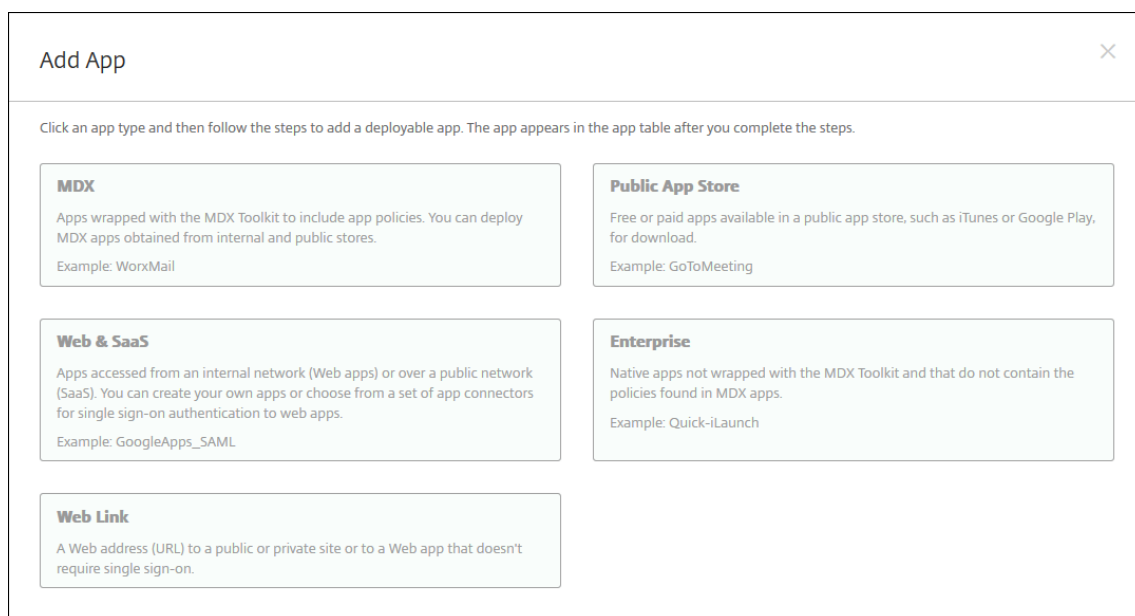 Add App
Click an app type and then follow the steps to add a deployable app. The app appears in the app table after you complete the steps.
MDX
Apps wrapped with the MDX Toolkit to include app policies. You can deploy
MDX apps obtained from internal and public stores.
Example: WorxMail
Public App Store
Free or paid apps available in a public app store, such as iTunes or Google Play,
for download.
Example: GoToMeeting
Web & SaaS
Apps accessed from an internal network (Web apps) or over a public network
(SaaS). You can create your own apps or choose from a set of app connectors
for single sign-on authentication to web apps.
Example: GoogleApps_SAML
Enterprise
Native apps not wrapped with the MDX Toolkit and that do not contain the
policies found in MDX apps.
Example: Quick-iLaunch
Web Link
A Web address (URL) to a public or private site or to a Web app that doesn't
require single sign-on.